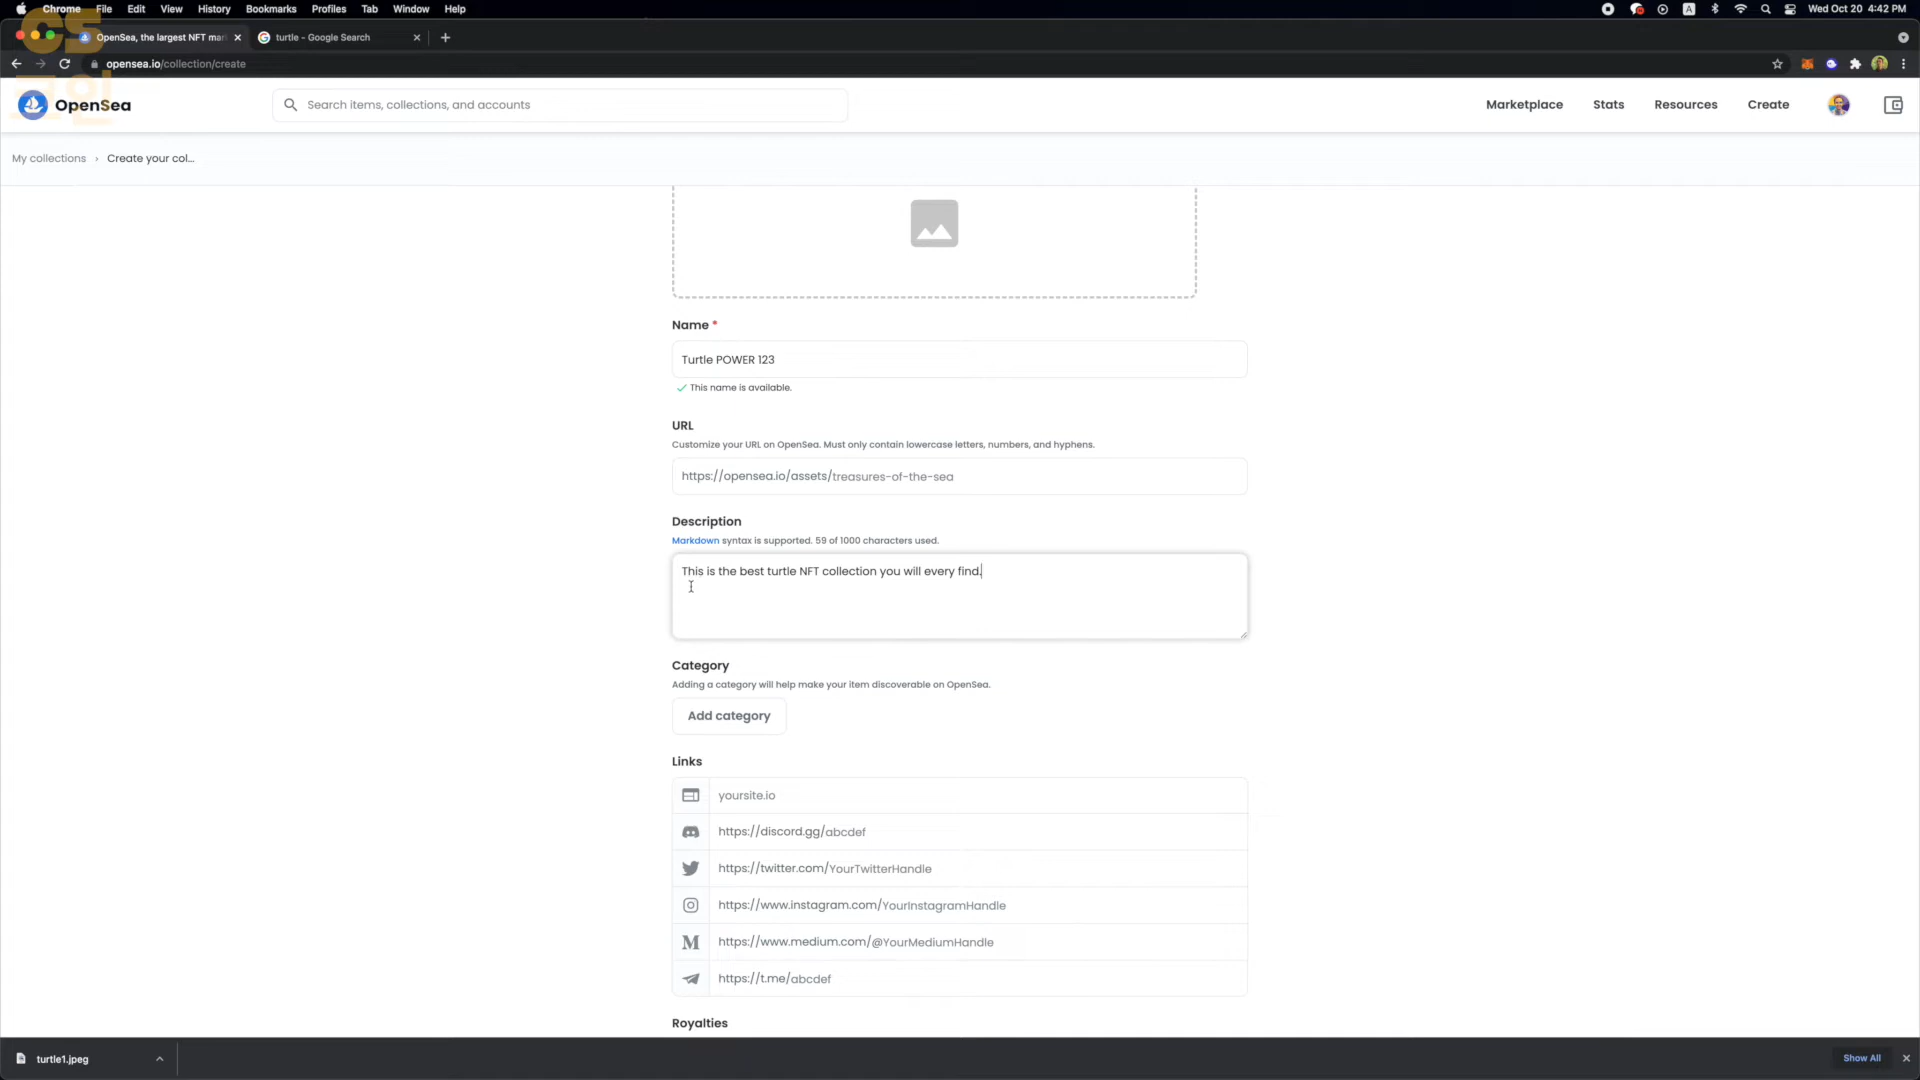 Chrome File Edit View History Bookmarks Profiles Tab Window Help
Wed Oct 20 4:42 PM
CS
코인
OpenSea, the largest NFT mar
turtle - Google Search
opensea.io/collection/create
OpenSea
Search items, collections, and accounts
Marketplace Stats Resources Create
My collections › Create your col...
Name *
Turtle POWER 123
This name is available.
URL
Customize your URL on OpenSea. Must only contain lowercase letters, numbers, and hyphens.
https://opensea.io/assets/treasures-of-the-sea
Description
Markdown syntax is supported. 59 of 1000 characters used.
This is the best turtle NFT collection you will every find.
Category
Adding a category will help make your item discoverable on OpenSea.
Add category
Links
yoursite.io
https://discord.gg/abcdef
https://twitter.com/YourTwitterHandle
https://www.instagram.com/YourInstagramHandle
https://www.medium.com/@YourMediumHandle
https://t.me/abcdef
Royalties
turtle1.jpeg
Show All